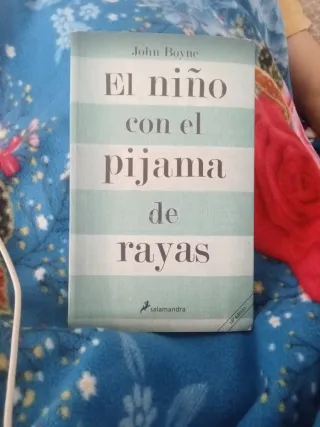 John Boyne
El niño
con el
pijama
de
rayas
salamandra